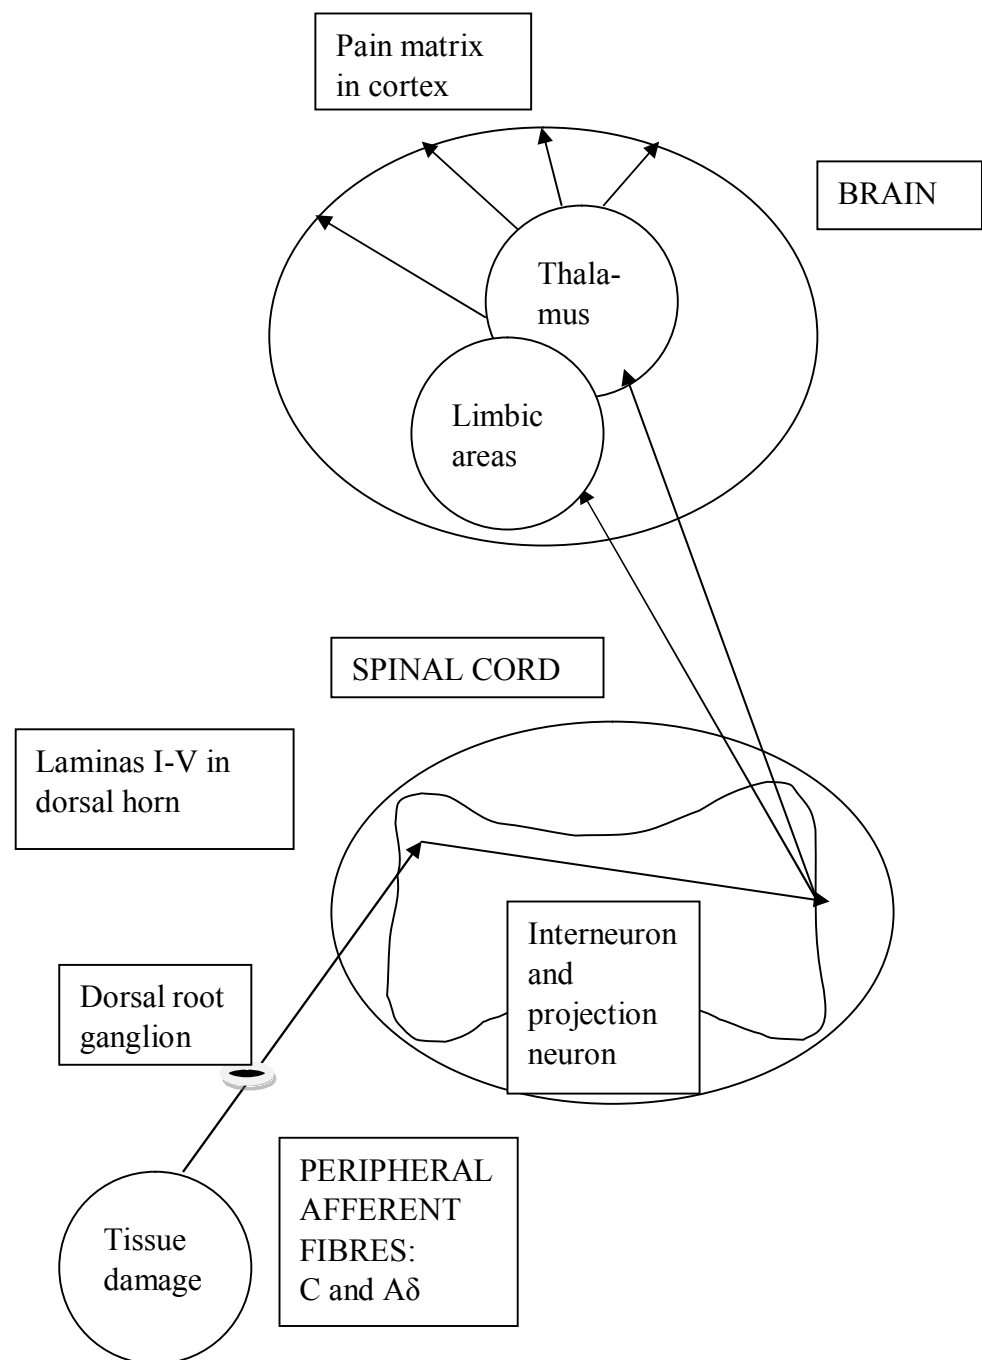 Pain matrix
in cortex
BRAIN
Thala-
mus
Limbic
areas
SPINAL CORD
Laminas I-V in
dorsal horn
Interneuron
and
projection
neuron
Dorsal root
ganglion
PERIPHERAL
AFFERENT
FIBRES:
C and Aδ
Tissue
damage